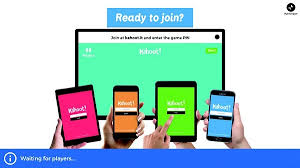 Ready to join?
Join at kahoot.it and enter the game PIN
Kahoot!
Kahoot!
Kahoot!
Kahoot!
Kahoot!
Waiting for players...